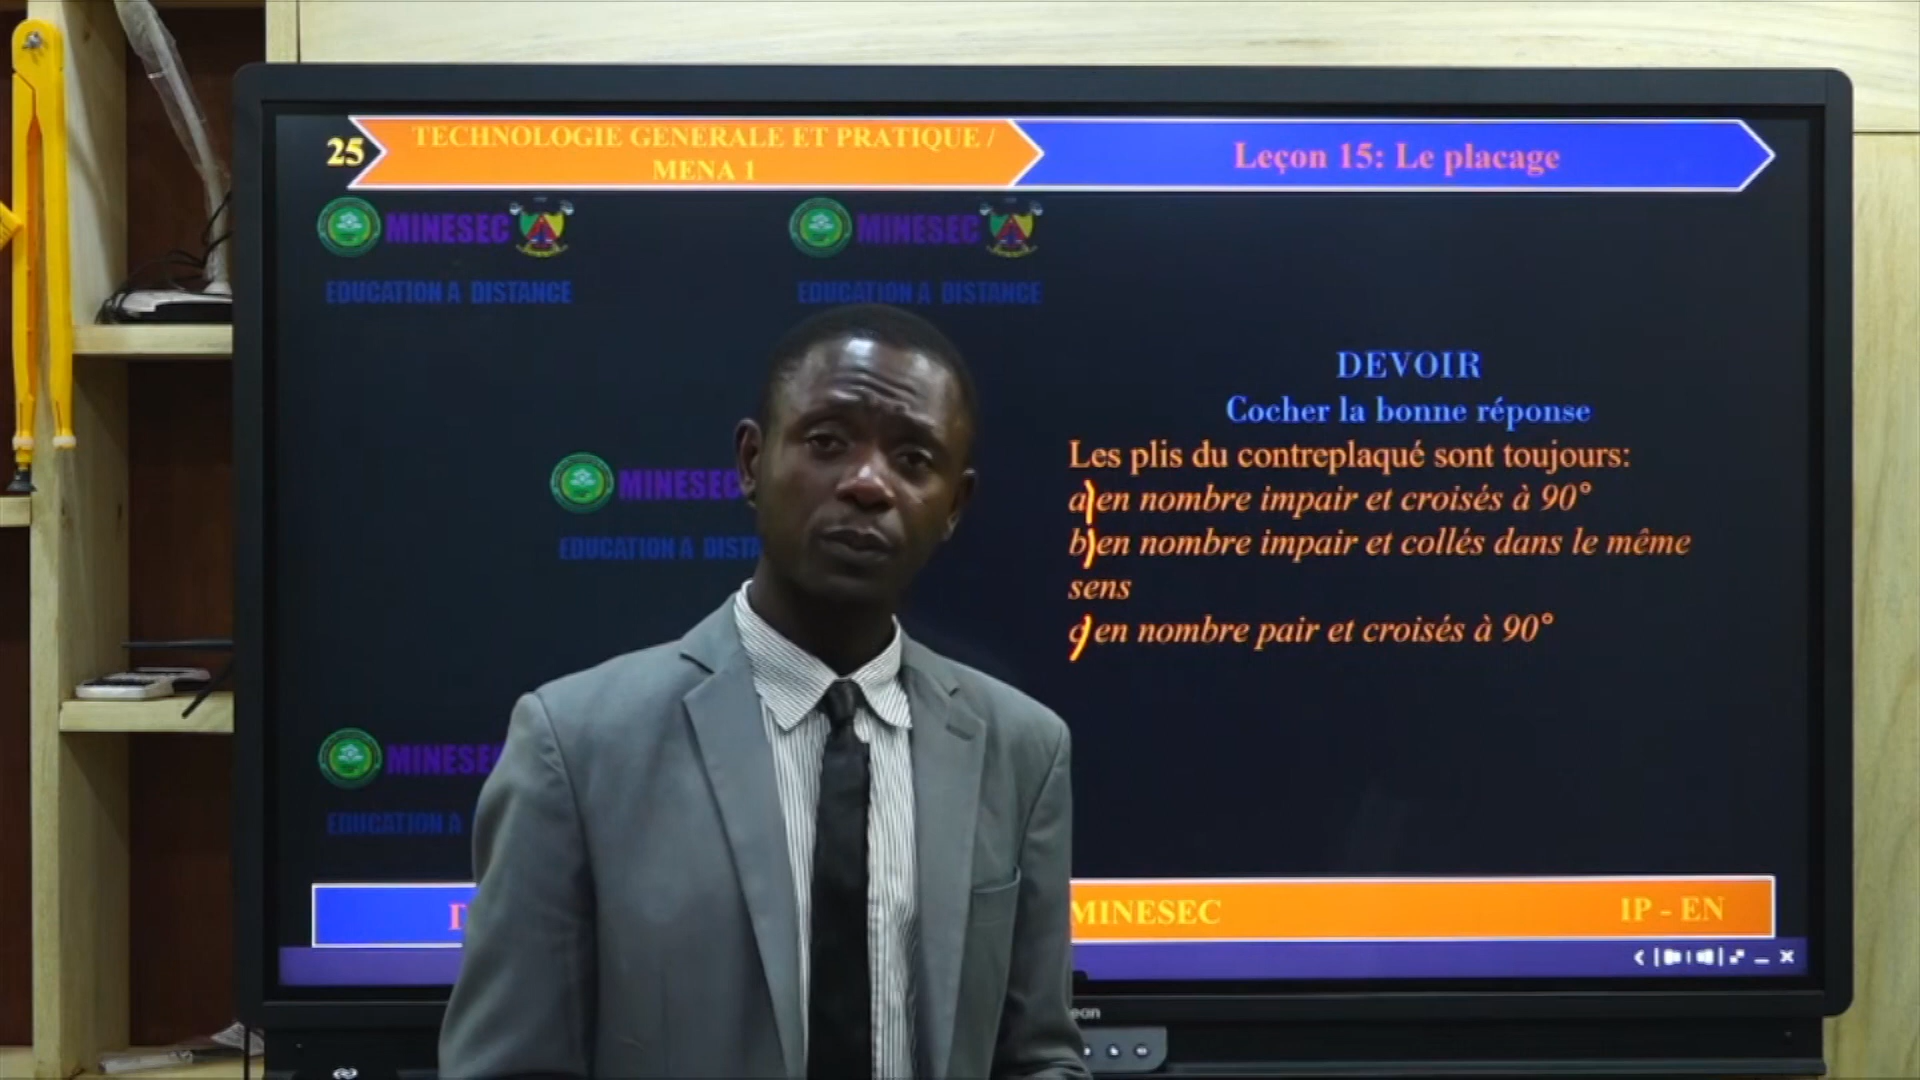 25
TECHNOLOGIE GENERALE ET PRATIQUE /
MENA 1
Leçon 15: Le placage
MINESEC
EDUCATION A DISTANCE
MINESEC
EDUCATION A DISTANCE
DEVOIR
Cocher la bonne réponse
Les plis du contreplaqué sont toujours:
a) en nombre impair et croisés à 90°
b) en nombre impair et collés dans le même
sens
c) en nombre pair et croisés à 90°
MINESEC
EDUCATION A
MINESEC
EDUCATION A
MINESEC
IP - EN